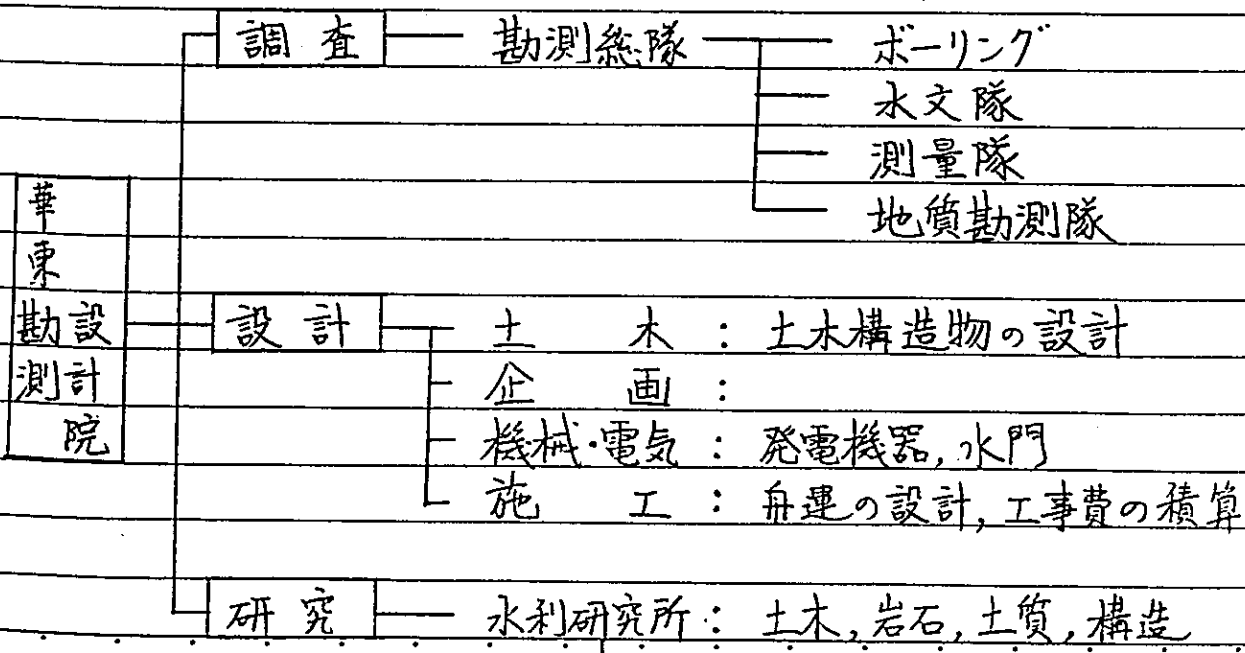 調査 勘測総隊 ボーリング
水文隊
測量隊
地質勘測隊
華東勘測設計院
設計 土木：土木構造物の設計
企画：
機械・電気：発電機器，水門
施工：舟運の設計，工事費の積算
研究 水利研究所：土木，岩石，土質，構造